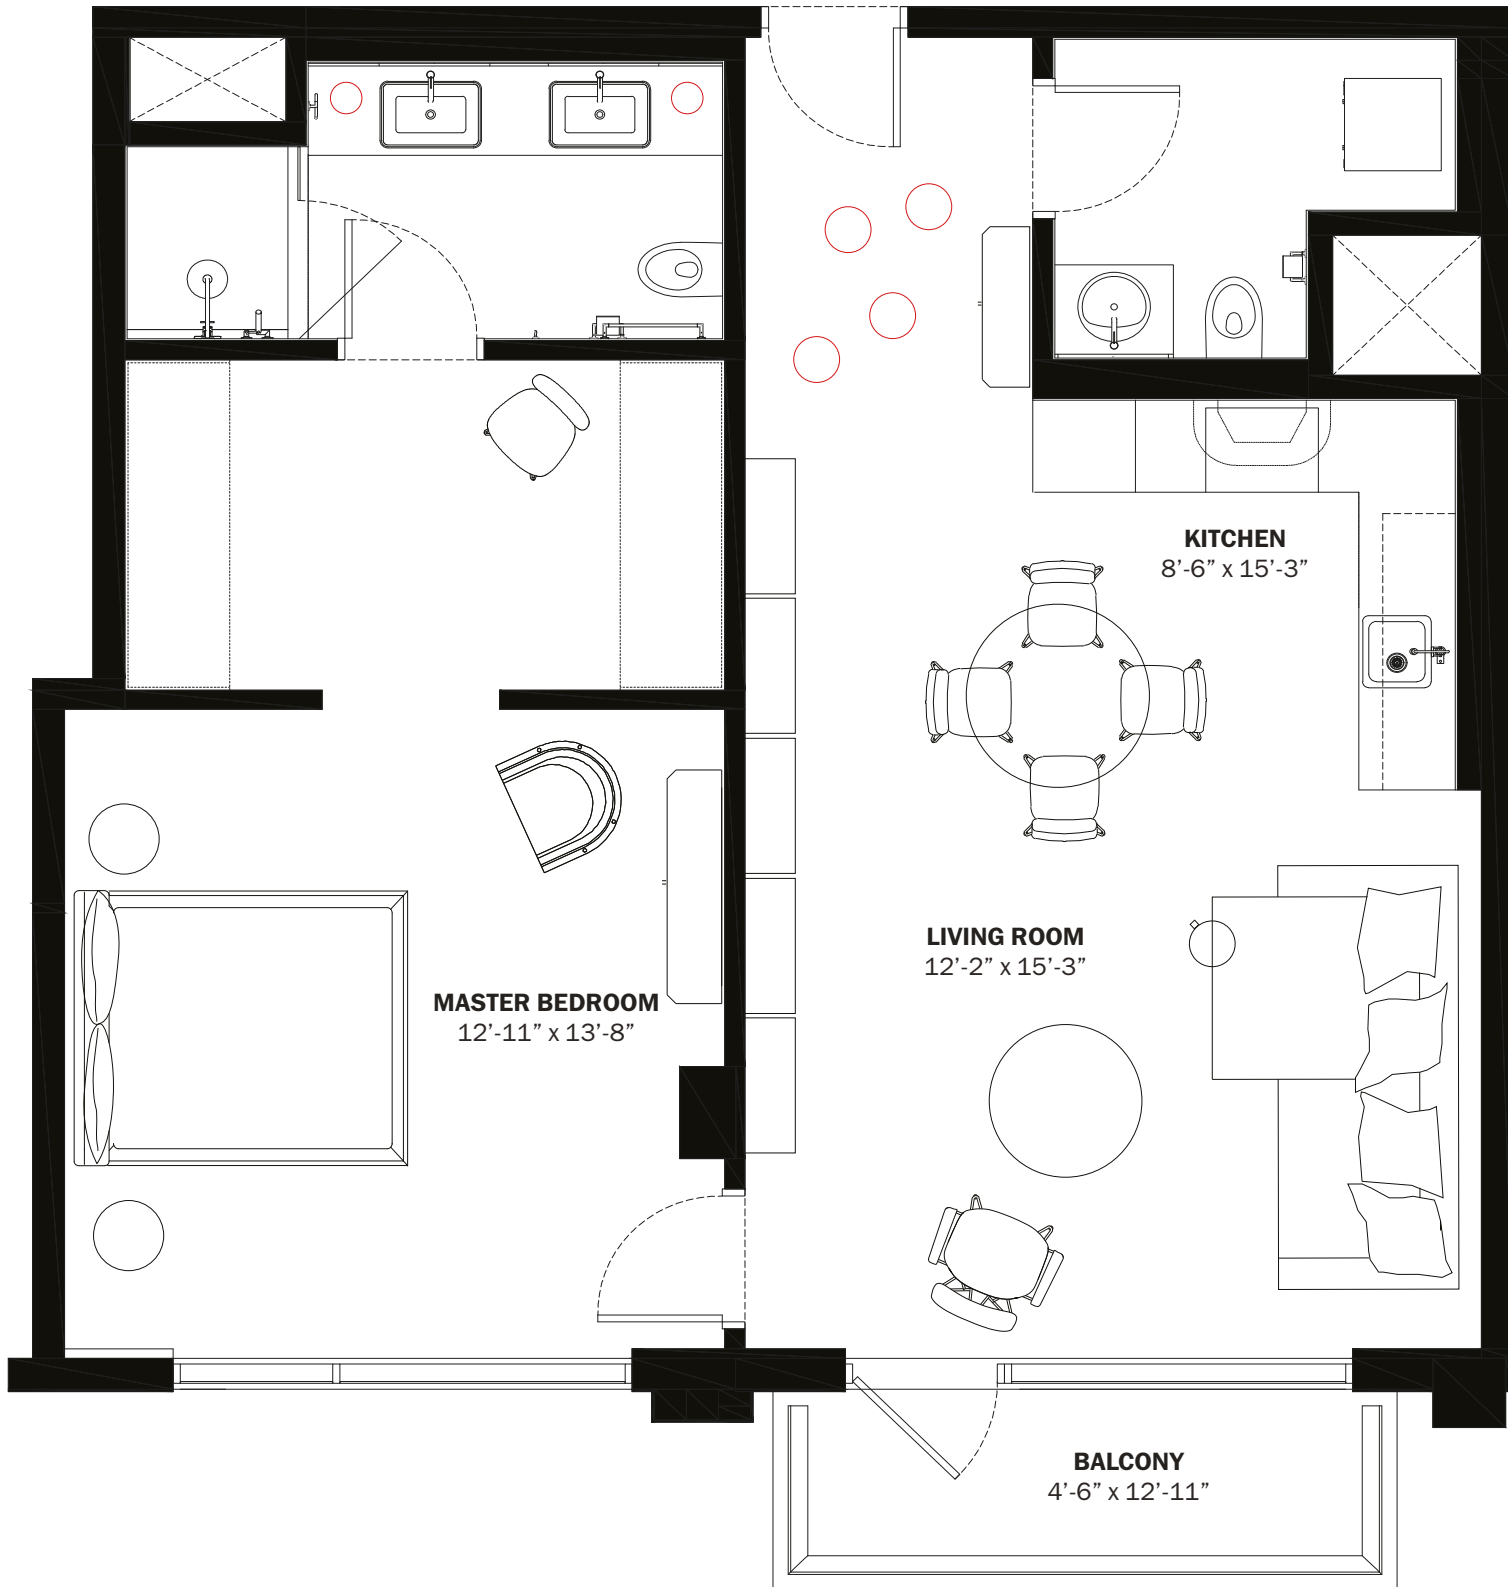 KITCHEN
8’-6” x 15’-3”
LIVING ROOM
12’-2” x 15’-3”
MASTER BEDROOM
12’-11” x 13’-8”
BALCONY
4’-6” x 12’-11”